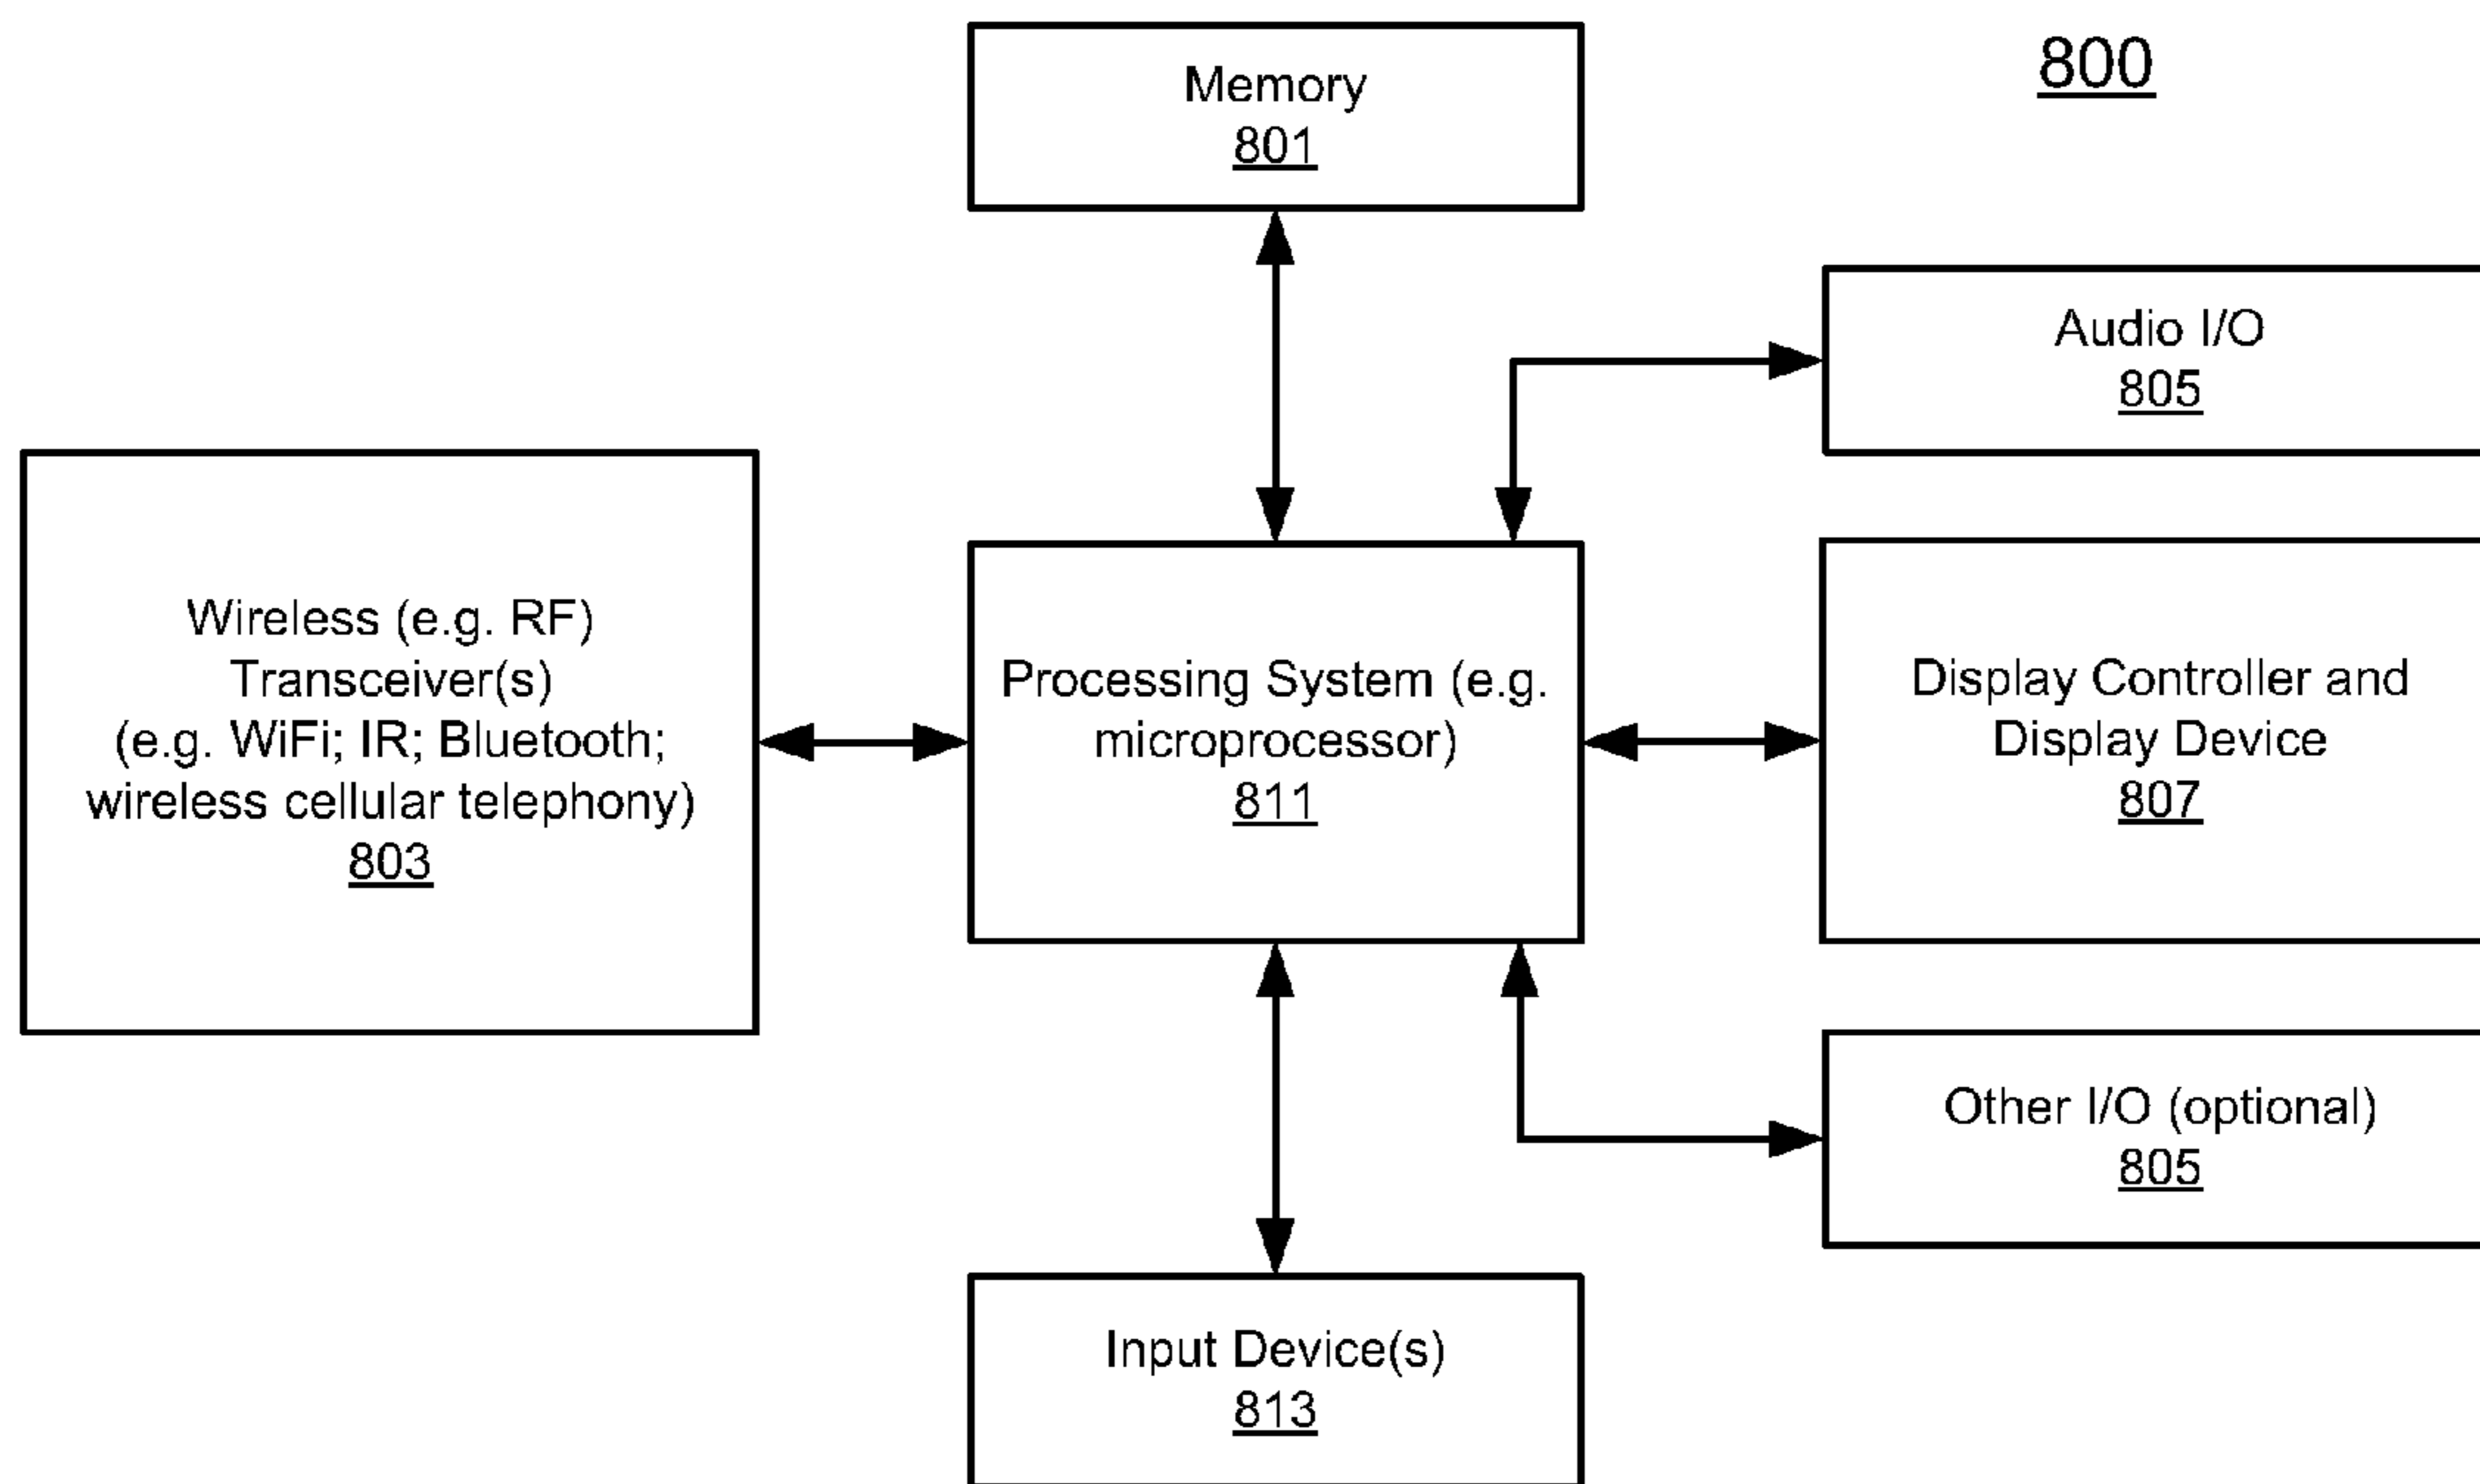 800
Memory
801
Audio I/O
805
Wireless (e.g. RF)
Transceiver(s)
(e.g. WiFi; IR; Bluetooth;
wireless cellular telephony)
803
Processing System (e.g.
microprocessor)
811
Display Controller and
Display Device
807
Other I/O (optional)
805
Input Device(s)
813